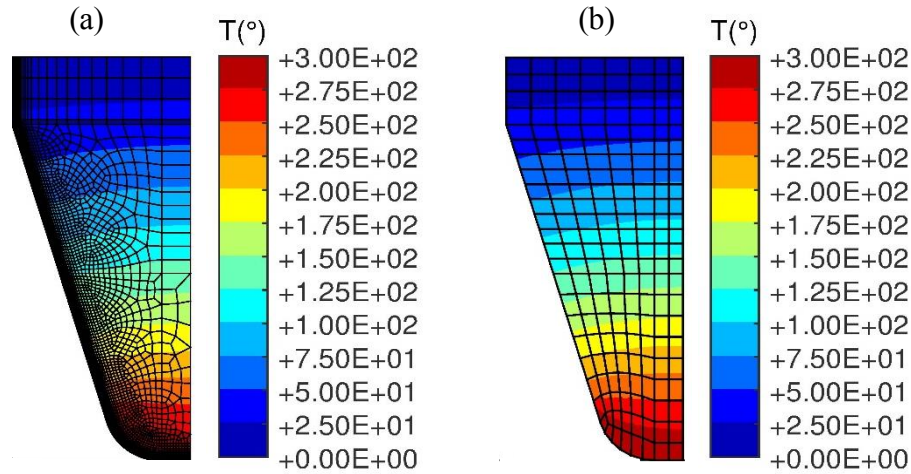 (a)
T(°)
+3.00E+02
+2.75E+02
+2.50E+02
+2.25E+02
+2.00E+02
+1.75E+02
+1.50E+02
+1.25E+02
+1.00E+02
+7.50E+01
+5.00E+01
+2.50E+01
+0.00E+00
(b)
T(°)
+3.00E+02
+2.75E+02
+2.50E+02
+2.25E+02
+2.00E+02
+1.75E+02
+1.50E+02
+1.25E+02
+1.00E+02
+7.50E+01
+5.00E+01
+2.50E+01
+0.00E+00